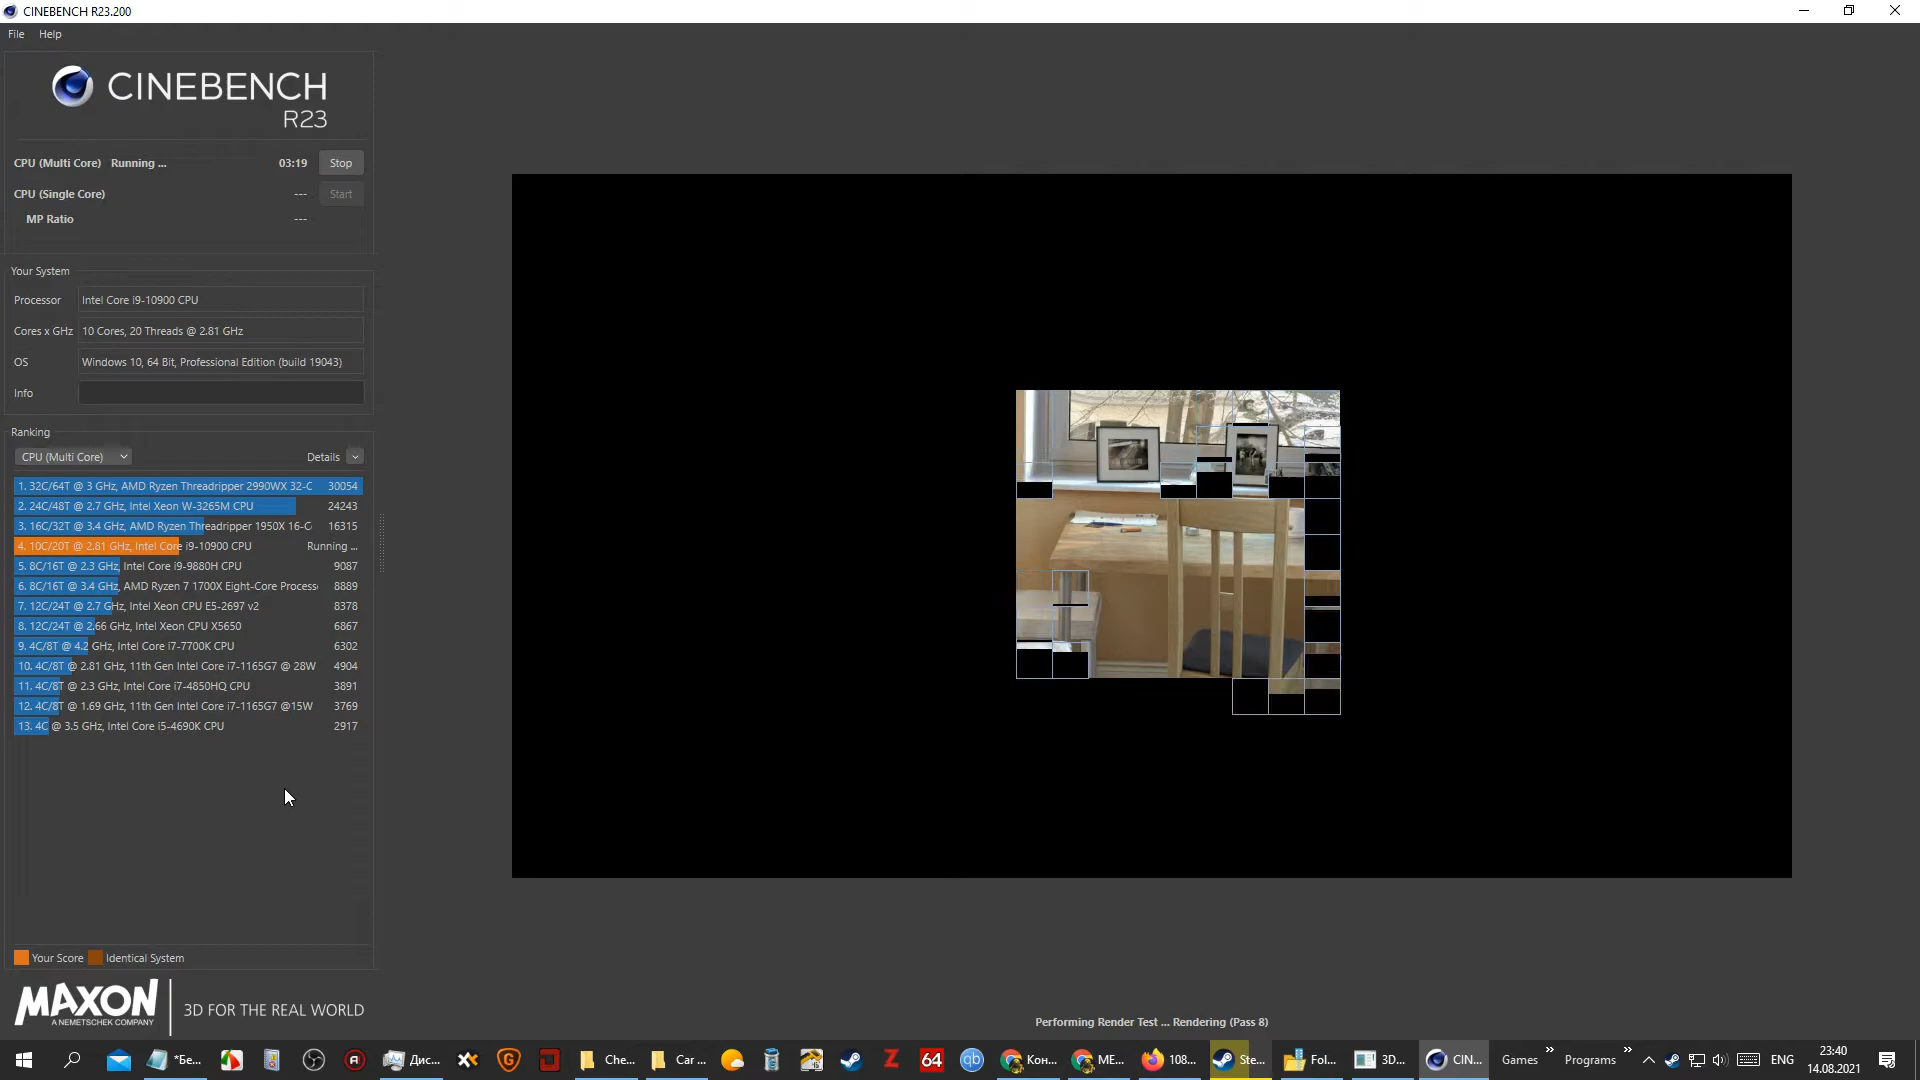 CINEBENCH R23.200
File Help
CINEBENCH
R23
CPU (Multi Core) Running ... 03:19 Stop
CPU (Single Core) --- Start
MP Ratio ---
Your System
Processor Intel Core i9-10900 CPU
Cores x GHz 10 Cores, 20 Threads @ 2.81 GHz
OS Windows 10, 64 Bit, Professional Edition (build 19043)
Info
Ranking
CPU (Multi Core) Details
1. 32C/64T @ 3 GHz, AMD Ryzen Threadripper 2990WX 32-C 30054
2. 24C/48T @ 2.7 GHz, Intel Xeon W-3265M CPU 24243
3. 16C/32T @ 3.4 GHz, AMD Ryzen Threadripper 1950X 16-C 16315
4. 10C/20T @ 2.81 GHz, Intel Core i9-10900 CPU Running ...
5. 8C/16T @ 2.3 GHz, Intel Core i9-9880H CPU 9087
6. 8C/16T @ 3.4 GHz, AMD Ryzen 7 1700X Eight-Core Process 8889
7. 12C/24T @ 2.7 GHz, Intel Xeon CPU E5-2697 v2 8378
8. 12C/24T @ 2.66 GHz, Intel Xeon CPU X5650 6867
9. 4C/8T @ 4.2 GHz, Intel Core i7-7700K CPU 6302
10. 4C/8T @ 2.81 GHz, 11th Gen Intel Core i7-1165G7 @ 28W 4904
11. 4C/8T @ 2.3 GHz, Intel Core i7-4850HQ CPU 3891
12. 4C/8T @ 1.69 GHz, 11th Gen Intel Core i7-1165G7 @15W 3769
13. 4C @ 3.5 GHz, Intel Core i5-4690K CPU 2917
Your Score Identical System
MAXON
A NEMETSCHEK COMPANY
3D FOR THE REAL WORLD
Performing Render Test ... Rendering (Pass 8)
*Бе... Дис... Che... Car ... Z 64 qb Кон... ME... 108... Ste... Fol... 3D... CIN... Games Programs ENG 23:40
14.08.2021